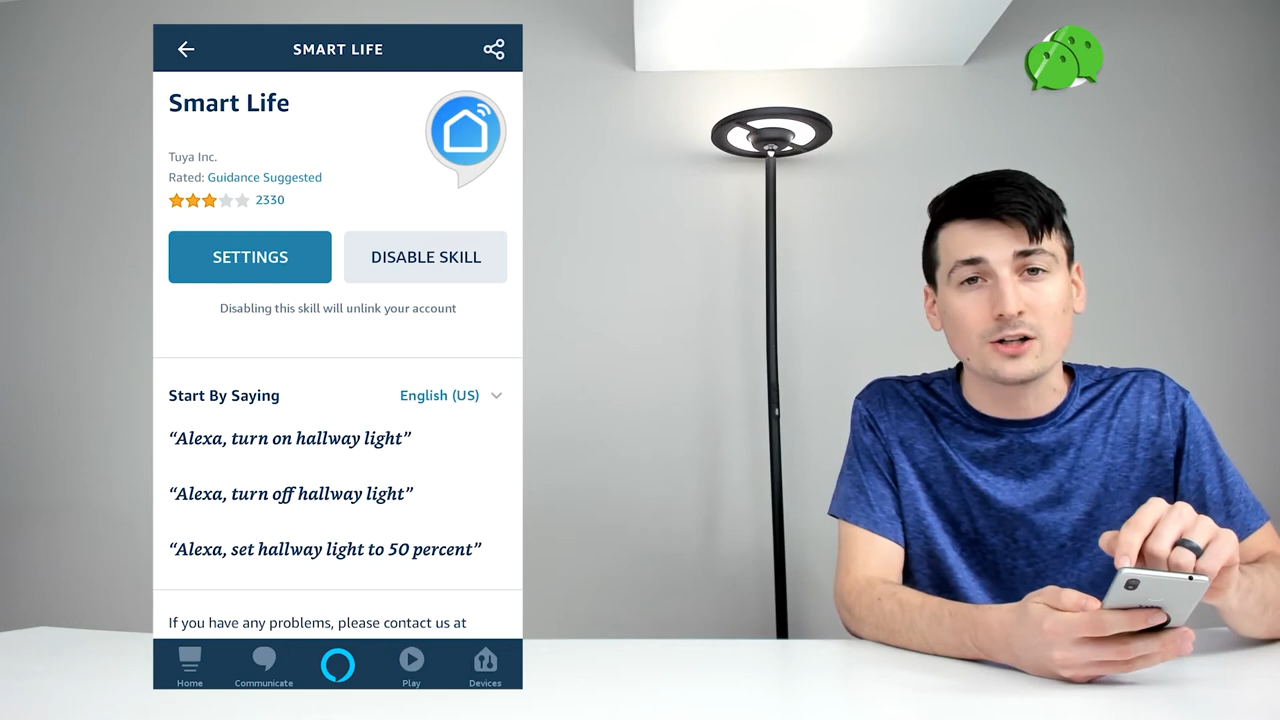 SMART LIFE
Smart Life
Tuya Inc.
Rated: Guidance Suggested
2330
SETTINGS
DISABLE SKILL
Disabling this skill will unlink your account
Start By Saying
English (US)
“Alexa, turn on hallway light”
“Alexa, turn off hallway light”
“Alexa, set hallway light to 50 percent”
If you have any problems, please contact us at
Home
Communicate
Play
Devices